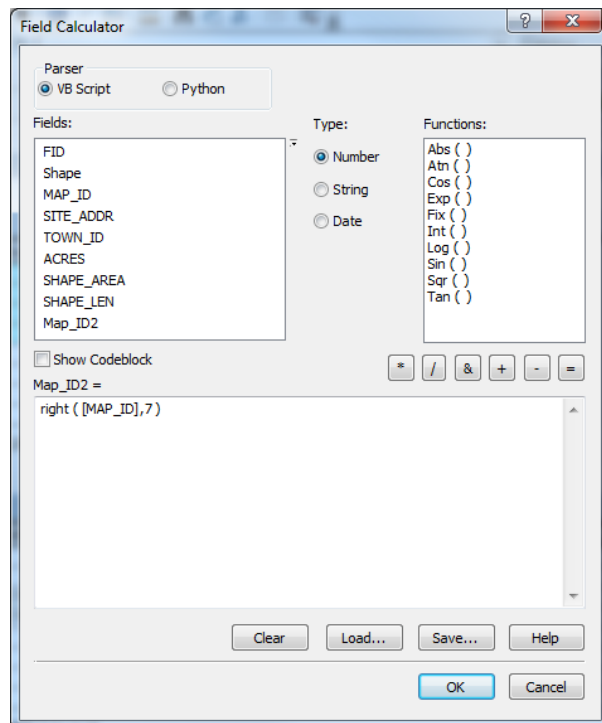 Field Calculator
Parser
VB Script Python
Fields:
FID
Shape
MAP_ID
SITE_ADDR
TOWN_ID
ACRES
SHAPE_AREA
SHAPE_LEN
Map_ID2
Type:
Number
String
Date
Functions:
Abs ( )
Atn ( )
Cos ( )
Exp ( )
Fix ( )
Int ( )
Log ( )
Sin ( )
Sqr ( )
Tan ( )
Show Codeblock
* / & + - =
Map_ID2 =
right ( [MAP_ID],7 )
Clear Load... Save... Help
OK Cancel